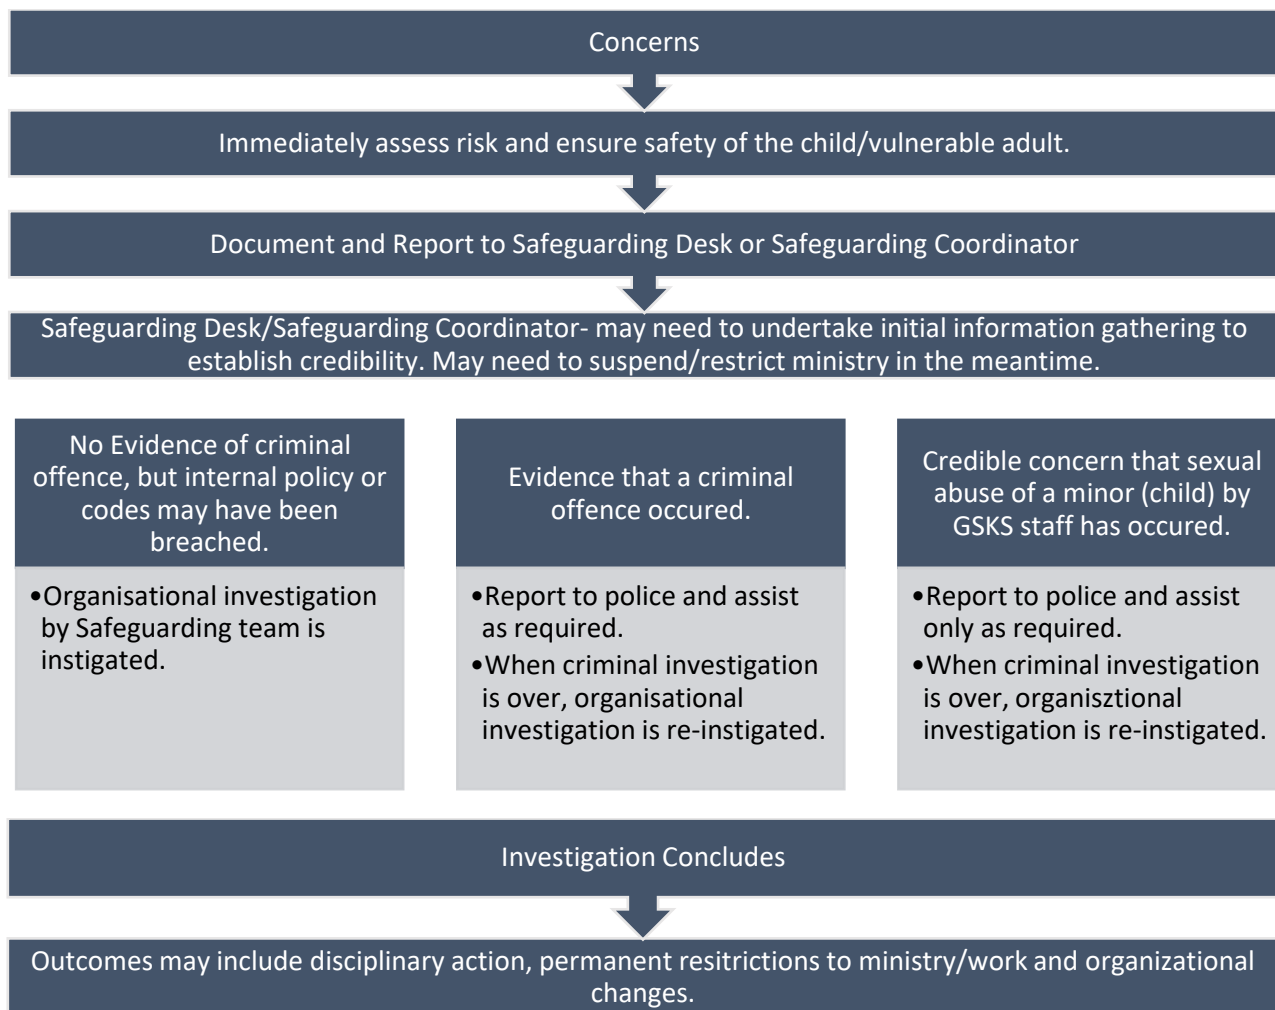 Concerns
Immediately assess risk and ensure safety of the child/vulnerable adult.
Document and Report to Safeguarding Desk or Safeguarding Coordinator
Safeguarding Desk/Safeguarding Coordinator- may need to undertake initial information gathering to
establish credibility. May need to suspend/restrict ministry in the meantime.
No Evidence of criminal
offence, but internal policy or
codes may have been
breached.
•Organisational investigation
by Safeguarding team is
instigated.
Evidence that a criminal
offence occured.
•Report to police and assist
as required.
•When criminal investigation
is over, organisational
investigation is re-instigated.
Credible concern that sexual
abuse of a minor (child) by
GSKS staff has occured.
•Report to police and assist
only as required.
•When criminal investigation
is over, organisztional
investigation is re-instigated.
Investigation Concludes
Outcomes may include disciplinary action, permanent resitrictions to ministry/work and organizational
changes.